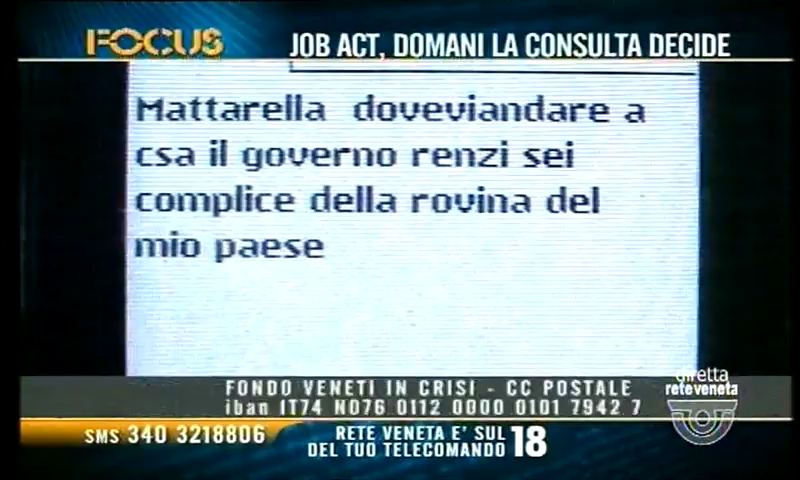 FOCUS
JOB ACT, DOMANI LA CONSULTA DECIDE
Mattarella doveviandare a
csa il governo renzi sei
complice della rovina del
mio paese
FONDO VENETI IN CRISI - CC POSTALE
iban IT74 N076 0112 0000 0101 7942 7
diretta
reteveneta
SMS 340 3218806
RETE VENETA E' SUL
DEL TUO TELECOMANDO 18